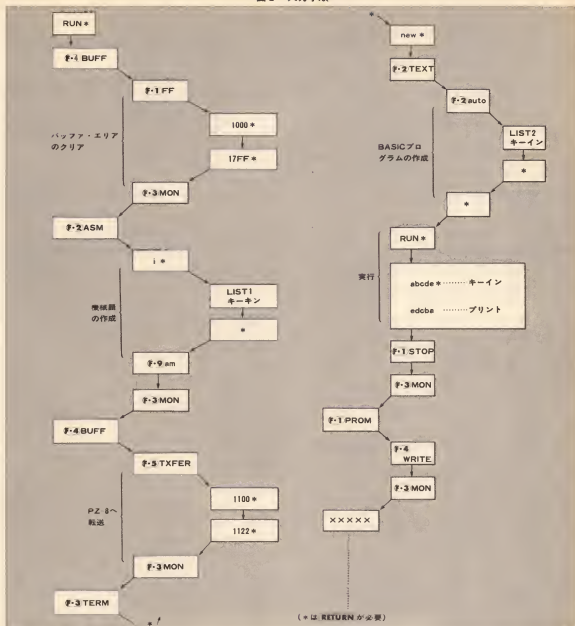 RUN *
F・4 BUFF
F・1 FF
1000 *
17FF *
バッファ・エリア
のクリア
F・3 MON
F・2 ASM
i *
LIST1
キーキン
*
機械語
の作成
F・9 am
F・3 MON
F・4 BUFF
F・5 TXFER
1100 *
1122 *
PZ-8へ
転送
F・3 MON
F・3 TERM
*
*
new *
F・2 TEXT
F・2 auto
LIST2
キーイン
*
BASICプロ
グラムの作成
*
RUN *
実行
abcde * ……… キーイン
edcba ……… プリント
F・1 STOP
F・3 MON
F・1 PROM
F・4
WRITE
F・3 MON
×××××
(*は RETURN が必要)